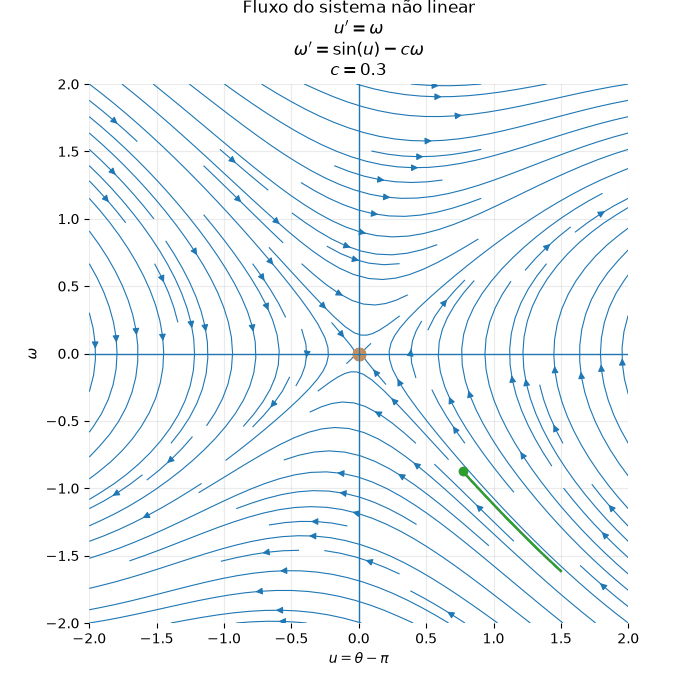 Fluxo do sistema não linear
u′ = ω
ω′ = sin(u) − cω
c = 0.3
2.0
1.5
1.0
0.5
0.0
−0.5
−1.0
−1.5
−2.0
ω
−2.0 −1.5 −1.0 −0.5 0.0 0.5 1.0 1.5 2.0
u = θ − π